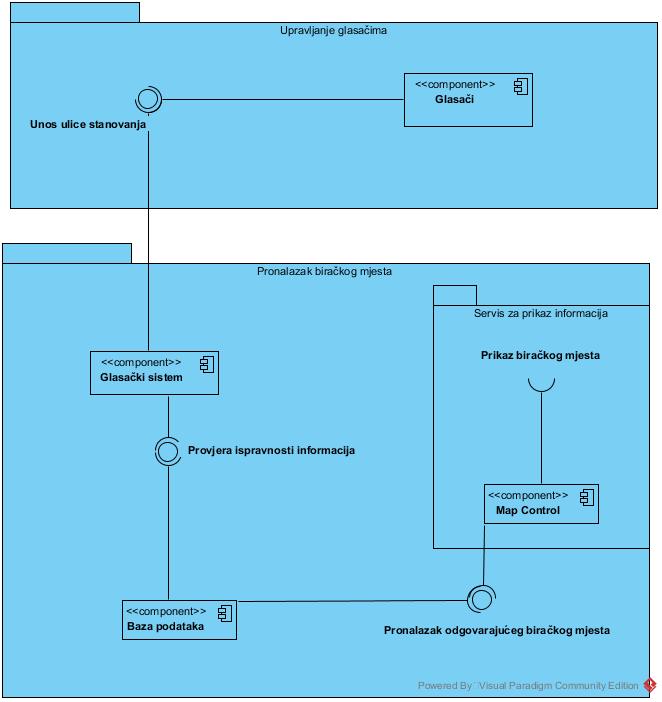 Upravljanje glasačima
<<component>>
Glasači
Unos ulice stanovanja
Pronalazak biračkog mjesta
Servis za prikaz informacija
Prikaz biračkog mjesta
<<component>>
Glasački sistem
Provjera ispravnosti informacija
<<component>>
Map Control
<<component>>
Baza podataka
Pronalazak odgovarajućeg biračkog mjesta
Powered By Visual Paradigm Community Edition